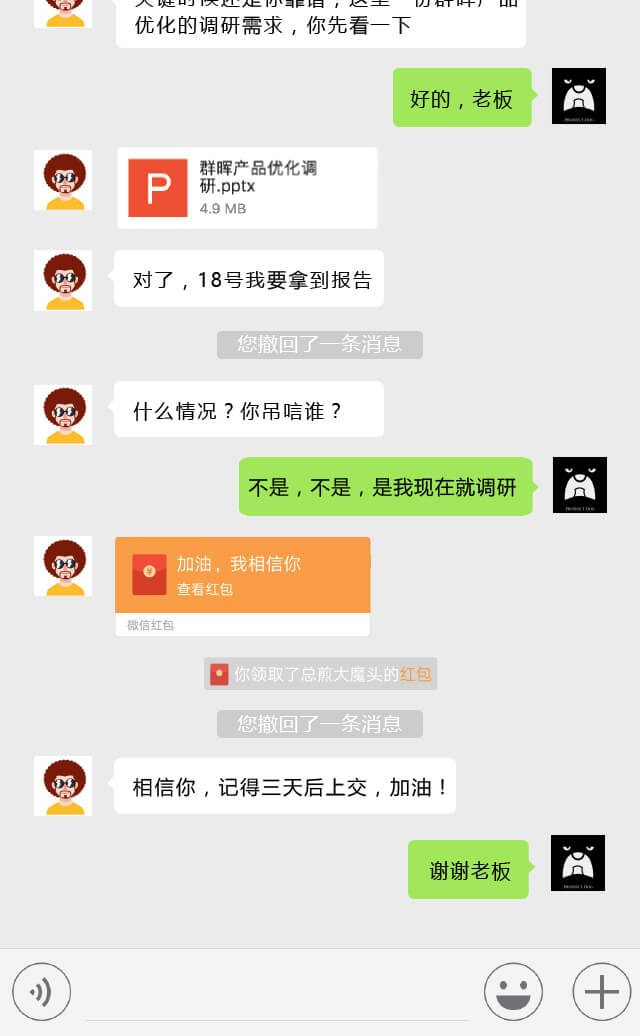 优化的调研需求，你先看一下
好的，老板
群晖产品优化调
研.pptx
4.9 MB
P
对了，18号我要拿到报告
您撤回了一条消息
什么情况？你吊唁谁？
不是，不是，是我现在就调研
加油，我相信你
查看红包
微信红包
你领取了总煎大魔头的红包
您撤回了一条消息
相信你，记得三天后上交，加油！
谢谢老板